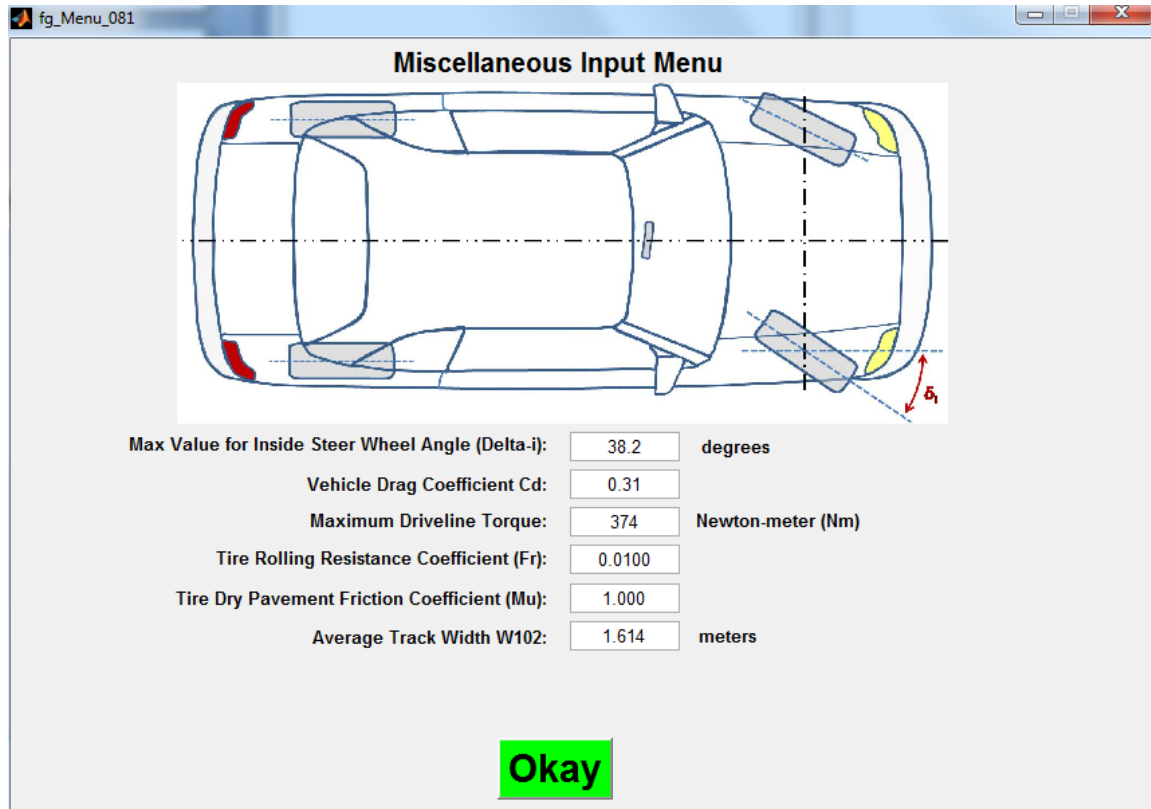 fg_Menu_081
Miscellaneous Input Menu
δi
Max Value for Inside Steer Wheel Angle (Delta-i): 38.2 degrees
Vehicle Drag Coefficient Cd: 0.31
Maximum Driveline Torque: 374 Newton-meter (Nm)
Tire Rolling Resistance Coefficient (Fr): 0.0100
Tire Dry Pavement Friction Coefficient (Mu): 1.000
Average Track Width W102: 1.614 meters
Okay